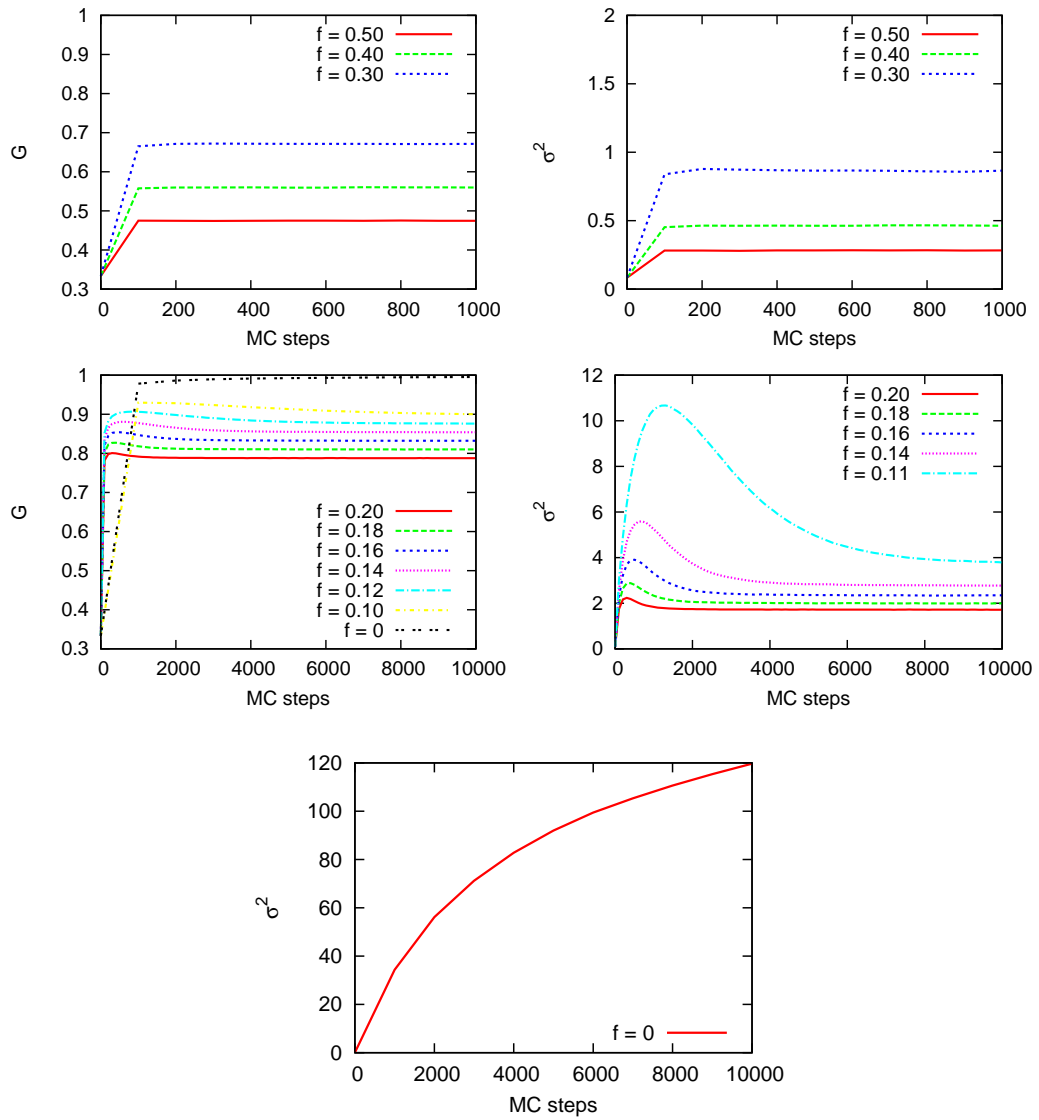 1
0.9
0.8
0.7
0.6
0.5
0.4
0.3
G
0 200 400 600 800 1000
MC steps
f = 0.50
f = 0.40
f = 0.30
2
1.5
1
0.5
0
σ²
0 200 400 600 800 1000
MC steps
f = 0.50
f = 0.40
f = 0.30
1
0.9
0.8
0.7
0.6
0.5
0.4
0.3
G
0 2000 4000 6000 8000 10000
MC steps
f = 0.20
f = 0.18
f = 0.16
f = 0.14
f = 0.12
f = 0.10
f = 0
12
10
8
6
4
2
0
σ²
0 2000 4000 6000 8000 10000
MC steps
f = 0.20
f = 0.18
f = 0.16
f = 0.14
f = 0.11
120
100
80
60
40
20
0
σ²
0 2000 4000 6000 8000 10000
MC steps
f = 0